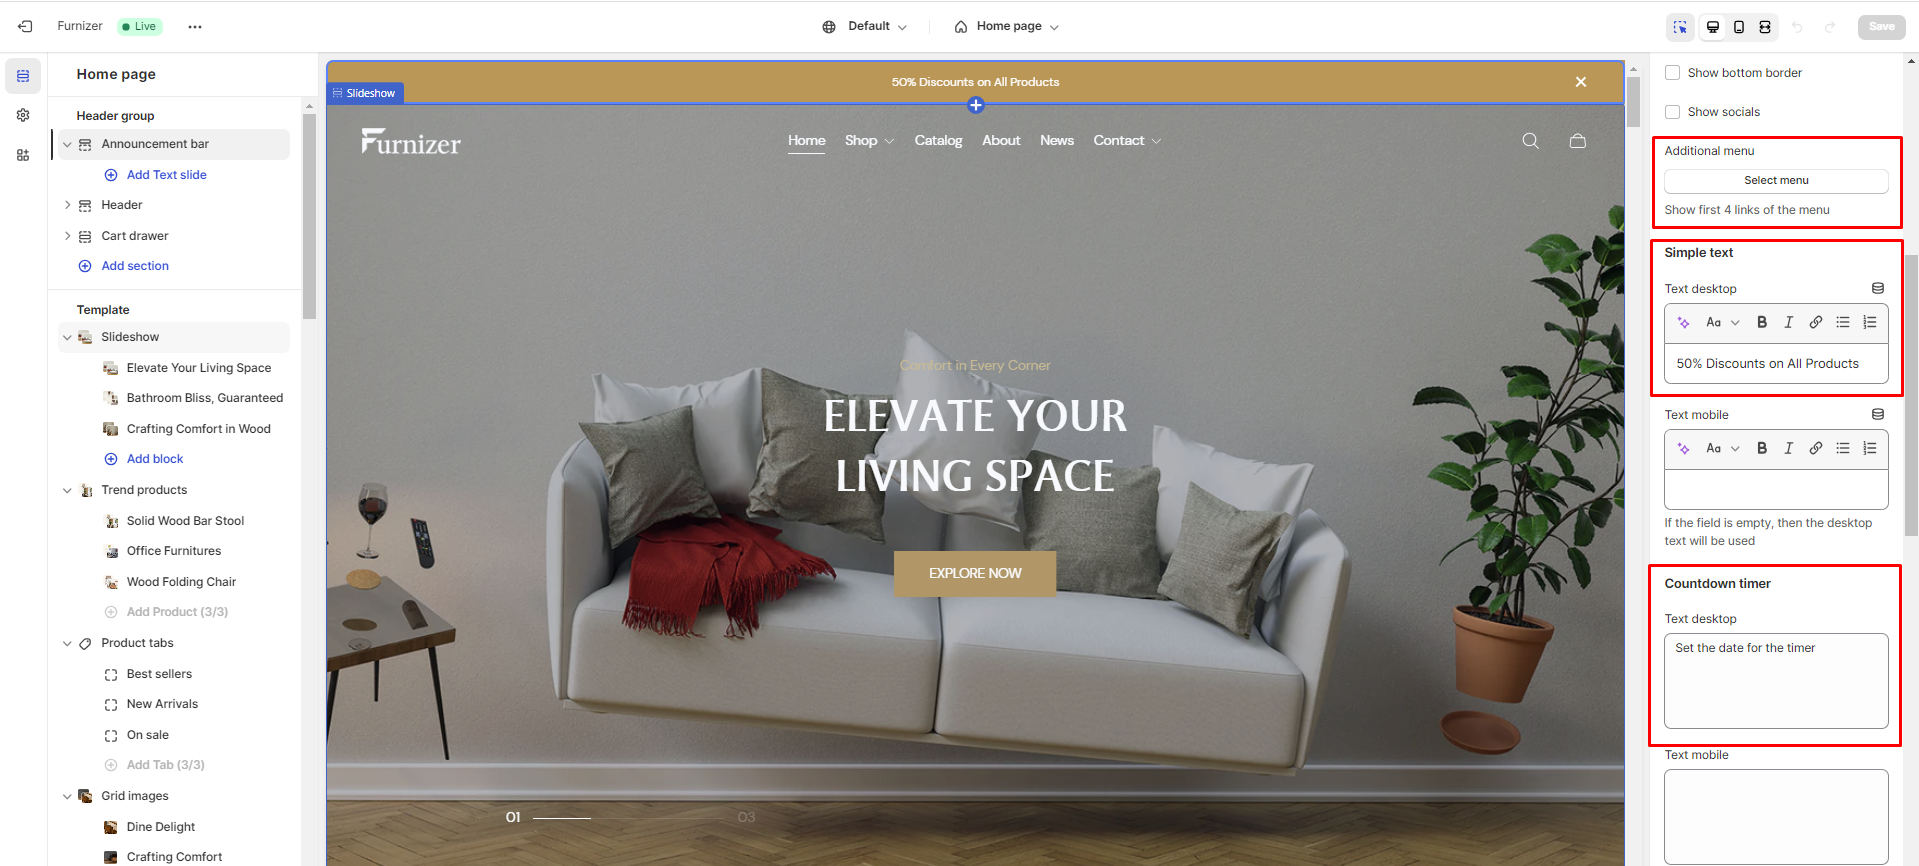 Furnizer
Live
Default
Home page
Save
Home page
Header group
Announcement bar
Add Text slide
Header
Cart drawer
Add section
Template
Slideshow
Elevate Your Living Space
Bathroom Bliss, Guaranteed
Crafting Comfort in Wood
Add block
Trend products
Solid Wood Bar Stool
Office Furnitures
Wood Folding Chair
Add Product (3/3)
Product tabs
Best sellers
New Arrivals
On sale
Add Tab (3/3)
Grid images
Dine Delight
Crafting Comfort
50% Discounts on All Products
Slideshow
Furnizer
Home
Shop
Catalog
About
News
Contact
Comfort in Every Corner
ELEVATE YOUR
LIVING SPACE
EXPLORE NOW
01
03
Show bottom border
Show socials
Additional menu
Select menu
Show first 4 links of the menu
Simple text
Text desktop
Aa
B
I
50% Discounts on All Products
Text mobile
Aa
B
I
If the field is empty, then the desktop
text will be used
Countdown timer
Text desktop
Set the date for the timer
Text mobile